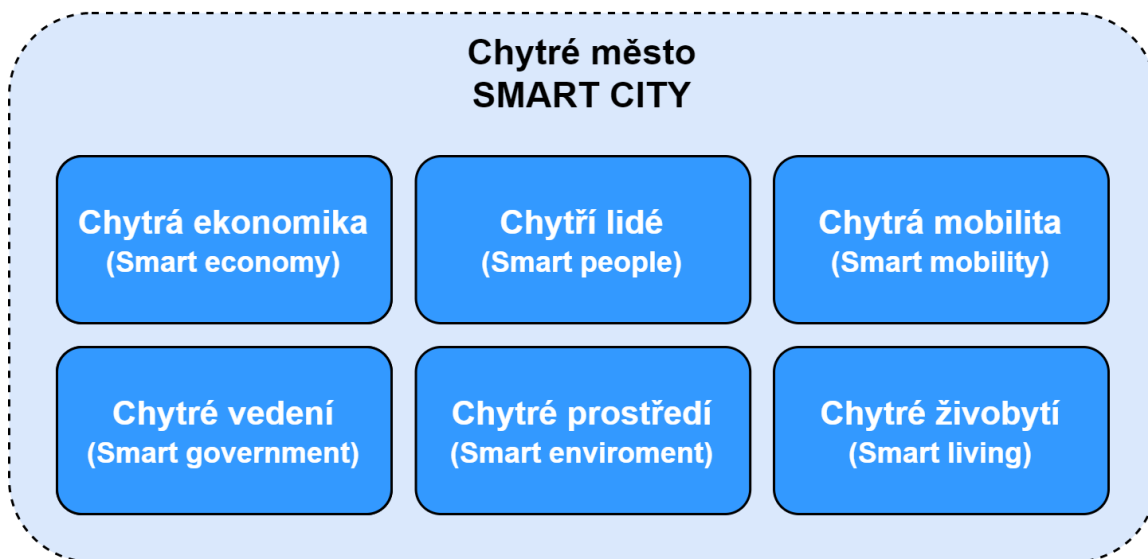 Chytré město
SMART CITY
Chytrá ekonomika
(Smart economy)
Chytří lidé
(Smart people)
Chytrá mobilita
(Smart mobility)
Chytré vedení
(Smart government)
Chytré prostředí
(Smart enviroment)
Chytré živobytí
(Smart living)